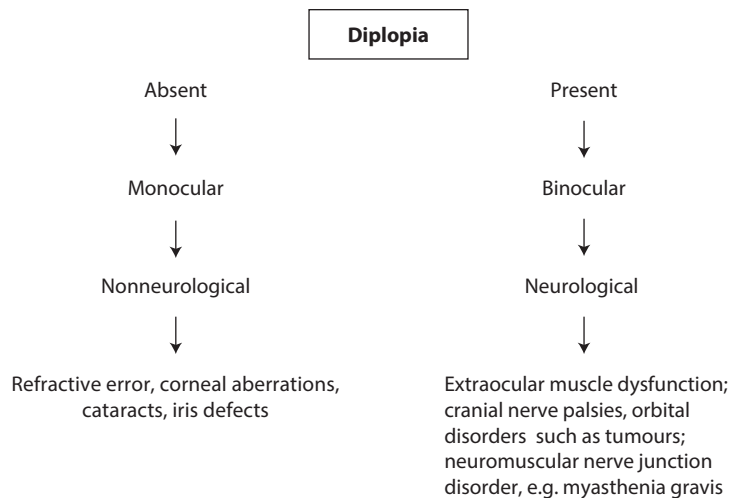 Diplopia
Absent
Present
Monocular
Binocular
Nonneurological
Neurological
Refractive error, corneal aberrations,
cataracts, iris defects
Extraocular muscle dysfunction;
cranial nerve palsies, orbital
disorders such as tumours;
neuromuscular nerve junction
disorder, e.g. myasthenia gravis